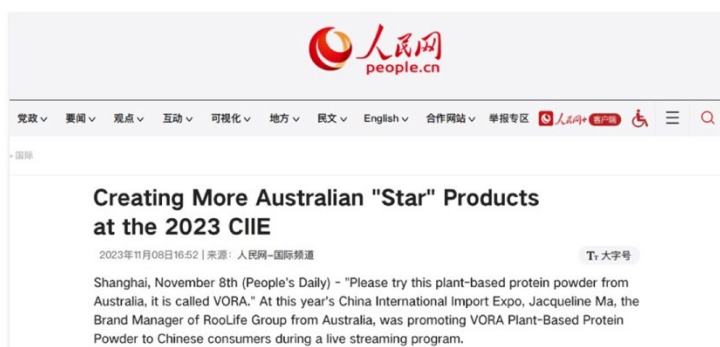 人民网
people.cn
党政 要闻 观点 互动 可视化 地方 民文 English 合作网站 举报专区 人民网+ 客户端
国际
Creating More Australian "Star" Products
at the 2023 CIIE
2023年11月08日16:52 | 来源：人民网-国际频道 TT 大字号
Shanghai, November 8th (People's Daily) - "Please try this plant-based protein powder from
Australia, it is called VORA." At this year's China International Import Expo, Jacqueline Ma, the
Brand Manager of RooLife Group from Australia, was promoting VORA Plant-Based Protein
Powder to Chinese consumers during a live streaming program.